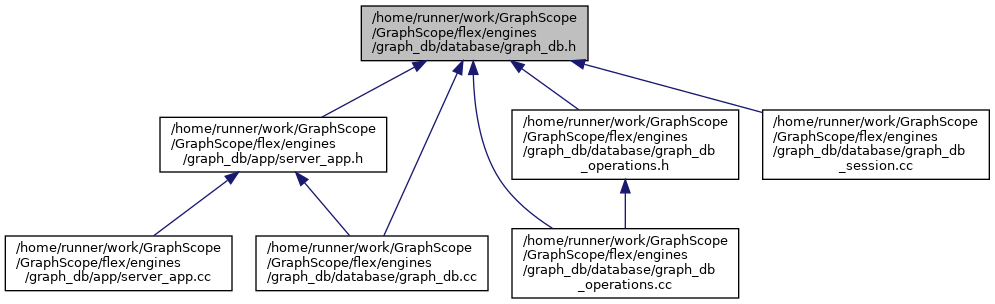 /home/runner/work/GraphScope
/GraphScope/flex/engines
/graph_db/database/graph_db.h
/home/runner/work/GraphScope
/GraphScope/flex/engines
/graph_db/app/server_app.h
/home/runner/work/GraphScope
/GraphScope/flex/engines
/graph_db/database/graph_db
_operations.h
/home/runner/work/GraphScope
/GraphScope/flex/engines
/graph_db/database/graph_db
_session.cc
/home/runner/work/GraphScope
/GraphScope/flex/engines
/graph_db/app/server_app.cc
/home/runner/work/GraphScope
/GraphScope/flex/engines
/graph_db/database/graph_db.cc
/home/runner/work/GraphScope
/GraphScope/flex/engines
/graph_db/database/graph_db
_operations.cc